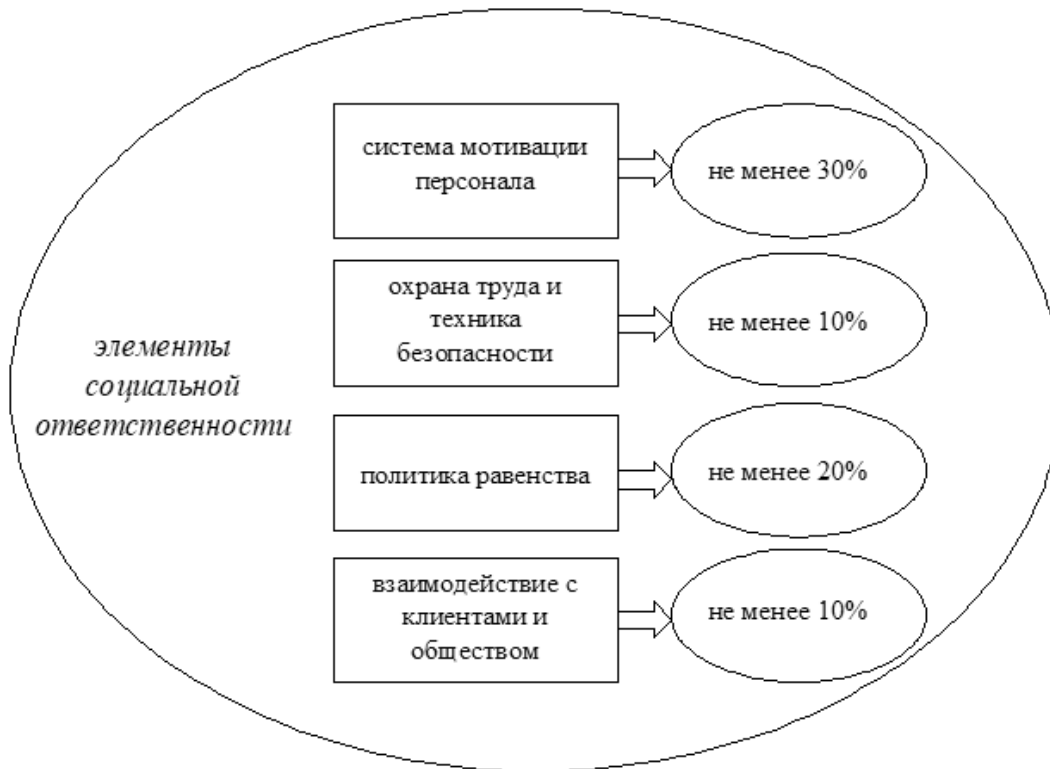 система мотивации
персонала
не менее 30%
охрана труда и
техника
безопасности
не менее 10%
элементы
социальной
ответственности
политика равенства
не менее 20%
взаимодействие с
клиентами и
обществом
не менее 10%